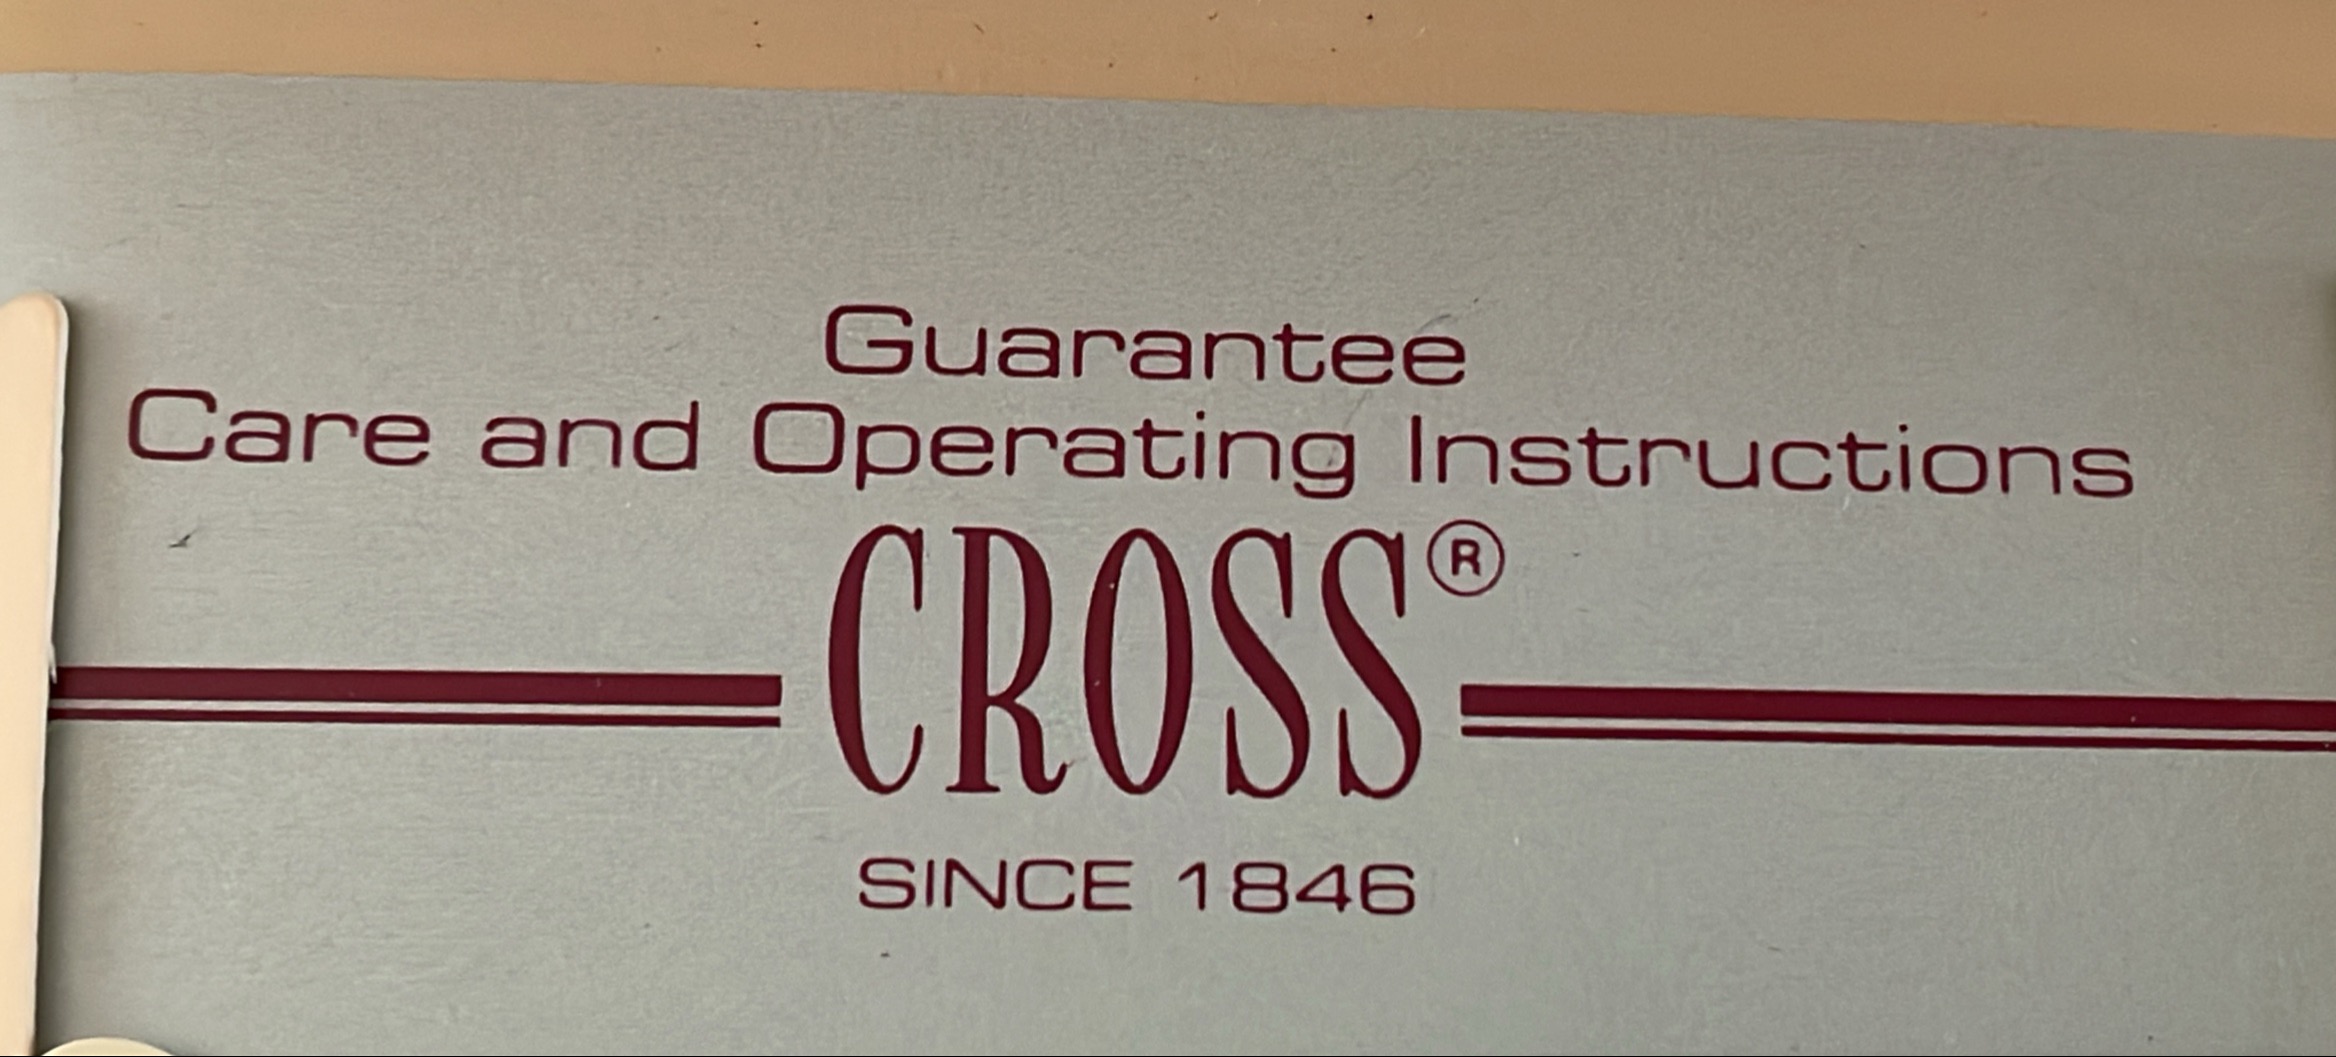 Guarantee
Care and Operating Instructions
CROSS®
SINCE 1846